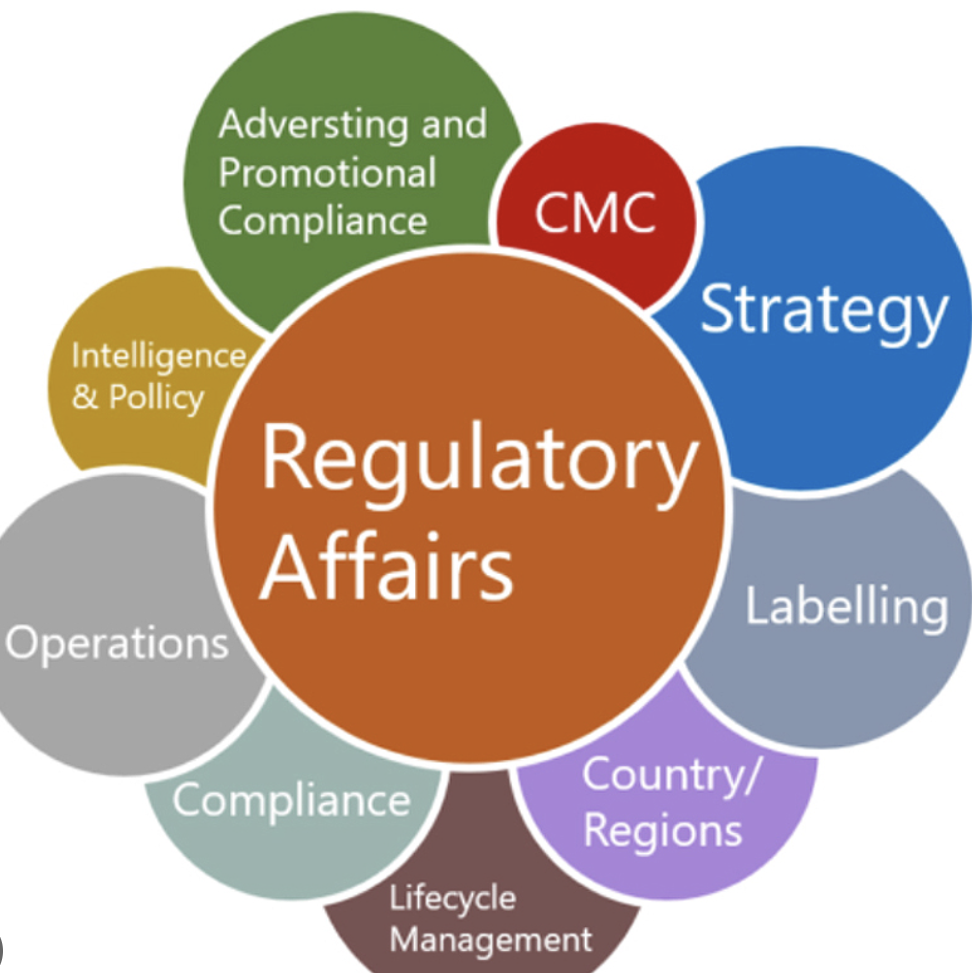 Adversting and
Promotional
Compliance
CMC
Strategy
Intelligence
& Pollicy
Regulatory
Affairs
Labelling
Operations
Compliance
Country/
Regions
Lifecycle
Management